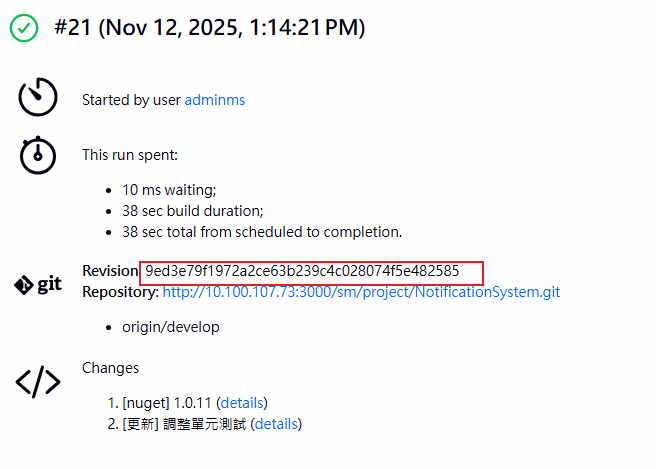 #21 (Nov 12, 2025, 1:14:21 PM)
Started by user adminms
This run spent:
10 ms waiting;
38 sec build duration;
38 sec total from scheduled to completion.
git
Revision: 9ed3e79f1972a2ce63b239c4c028074f5e482585
Repository: http://10.100.107.73:3000/sm/project/NotificationSystem.git
origin/develop
Changes
1. [nuget] 1.0.11 (details)
2. [更新] 調整單元測試 (details)